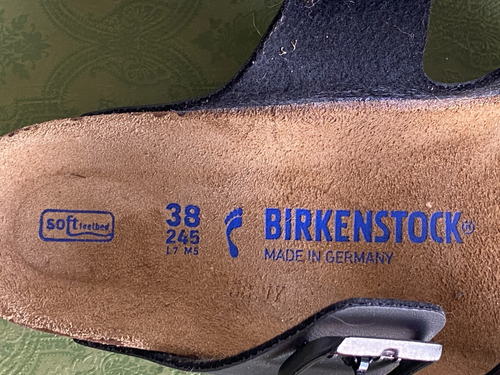 soft footbed
38
245
L7 M5
BIRKENSTOCK®
MADE IN GERMANY